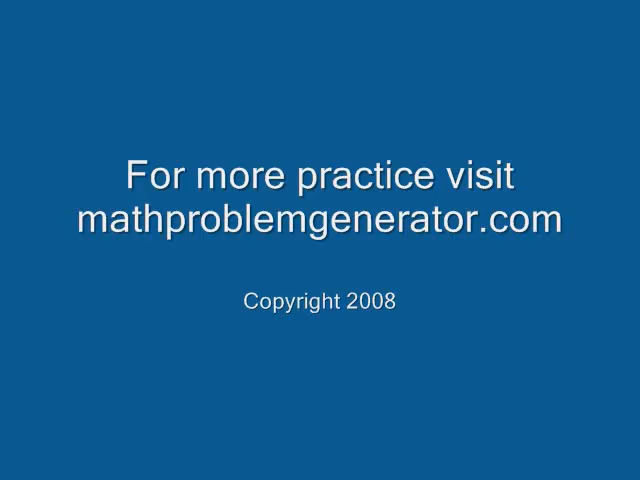 For more practice visit
mathproblemgenerator.com
Copyright 2008